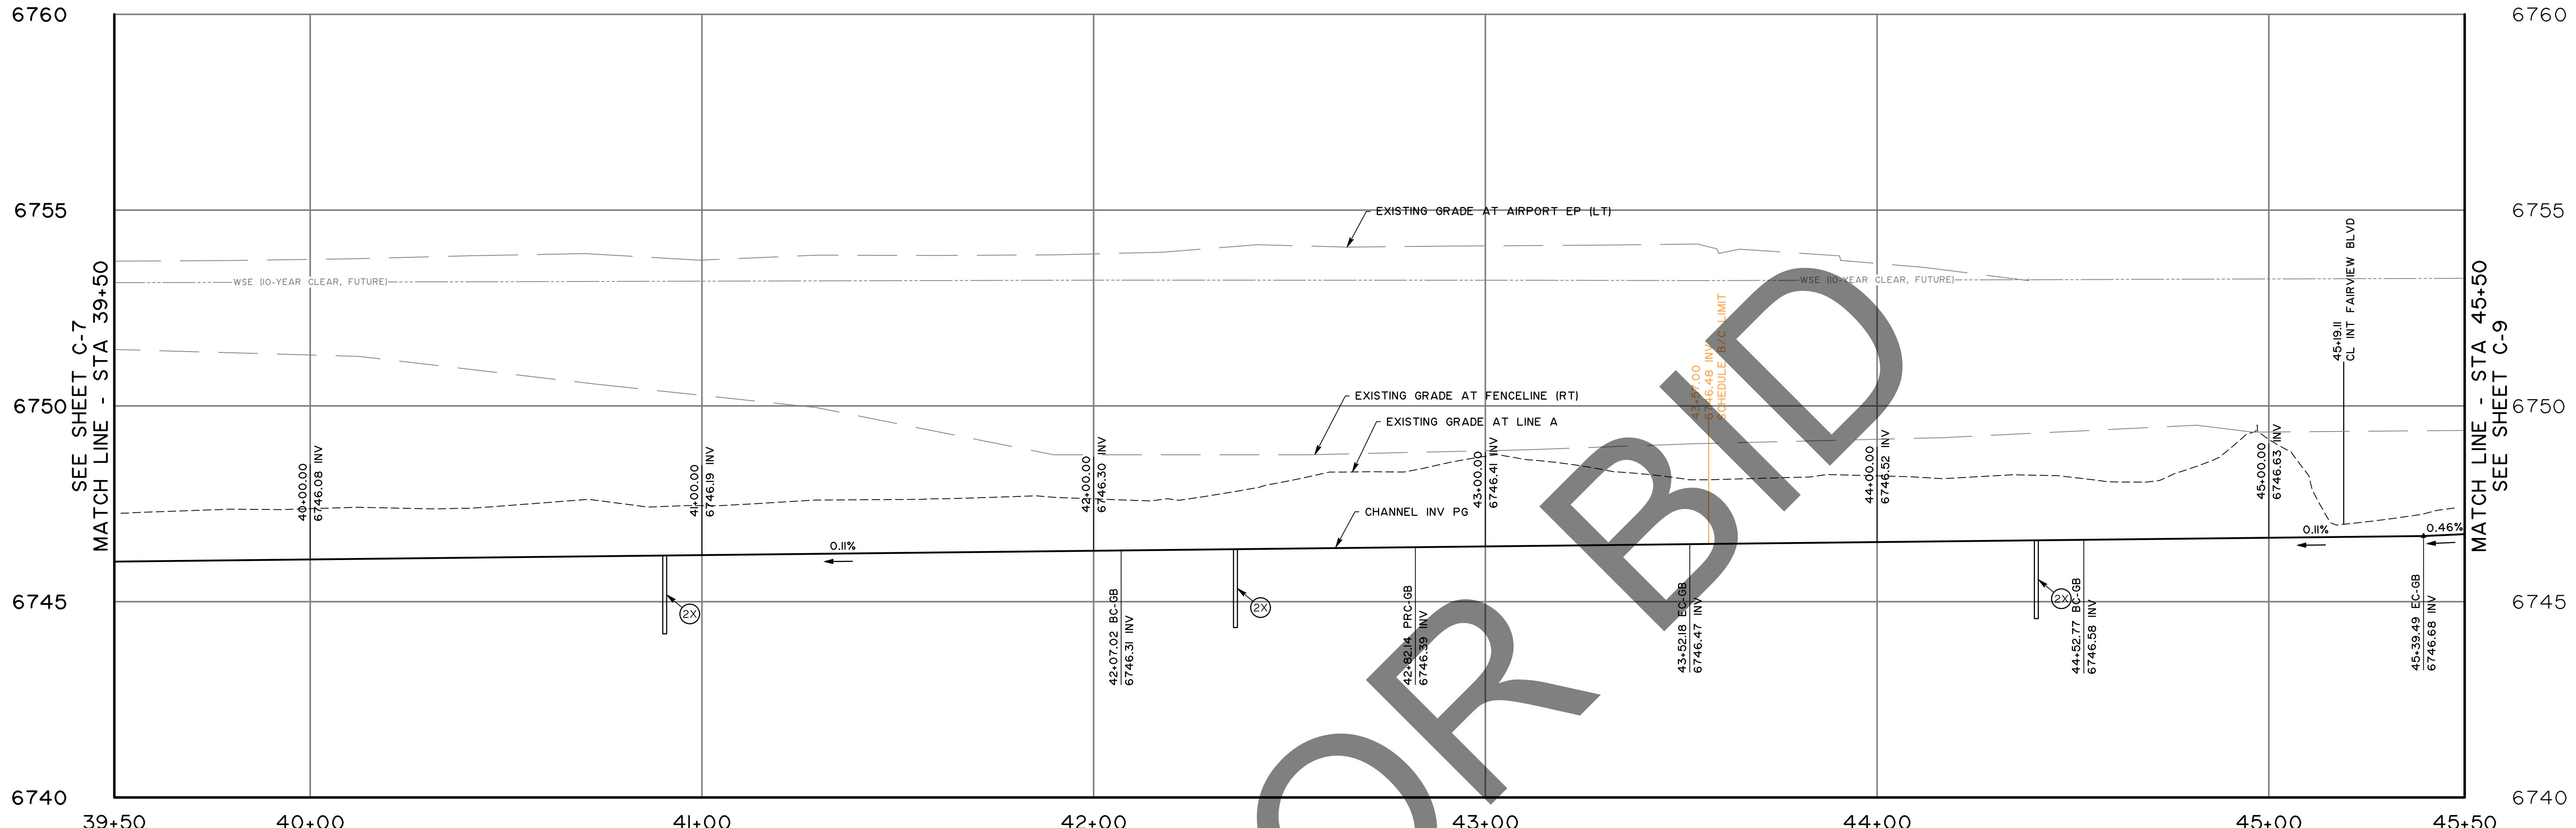 6760
6760
6755
6755
6750
6750
6745
6745
6740
6740
SEE SHEET C-7
MATCH LINE - STA 39+50
MATCH LINE - STA 45+50
SEE SHEET C-9
EXISTING GRADE AT AIRPORT EP (LT)
WSE (10-YEAR CLEAR, FUTURE)
WSE (10-YEAR CLEAR, FUTURE)
45+19.11
CL INT FAIRVIEW BLVD
43+57.00
6746.48 INV
SCHEDULE B/C LIMIT
EXISTING GRADE AT FENCELINE (RT)
EXISTING GRADE AT LINE A
40+00.00
6746.08 INV
41+00.00
6746.19 INV
42+00.00
6746.30 INV
43+00.00
6746.41 INV
44+00.00
6746.52 INV
45+00.00
6746.63 INV
CHANNEL INV PG
0.11%
0.11%
0.46%
2X
2X
2X
42+07.02 BC-GB
6746.31 INV
42+82.14 PRC-GB
6746.39 INV
43+52.18 EC-GB
6746.47 INV
44+52.77 BC-GB
6746.58 INV
45+39.49 EC-GB
6746.68 INV
OR BID
39+50
40+00
41+00
42+00
43+00
44+00
45+00
45+50